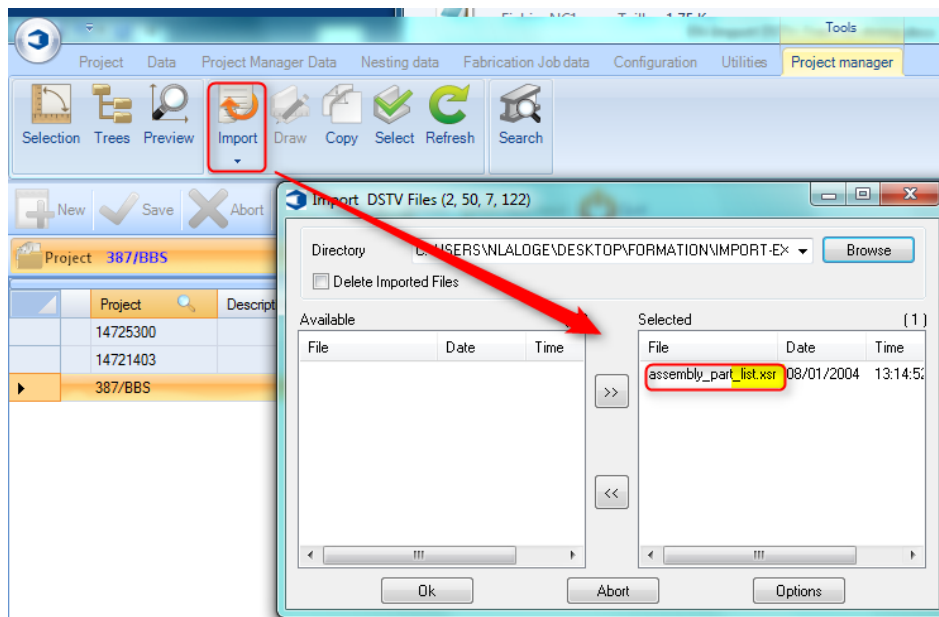 Tools
Project Data Project Manager Data Nesting data Fabrication Job data Configuration Utilities Project manager
Selection Trees Preview Import Draw Copy Select Refresh Search
New Save Abort
Import DSTV Files (2, 50, 7, 122)
Project 387/BBS
Directory C:\USERS\NLALOGE\DESKTOP\FORMATION\IMPORT-EX Browse
Delete Imported Files
Project Descript
14725300
14721403
387/BBS
Available
File Date Time
Selected (1)
File Date Time
assembly_part_list.xsr 08/01/2004 13:14:52
>>
<<
Ok Abort Options